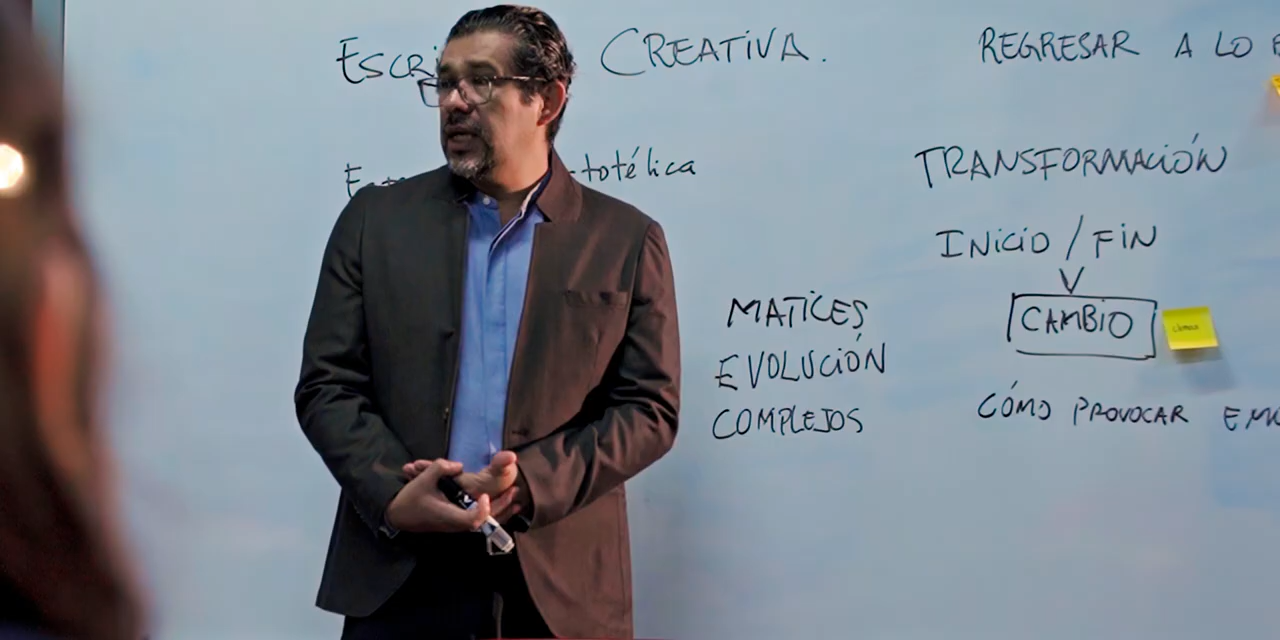 CREATIVA.
REGRESAR A LO
TRANSFORMACIÓN
INICIO / FIN
CAMBIO
MATICES
EVOLUCIÓN
COMPLEJOS
CÓMO PROVOCAR